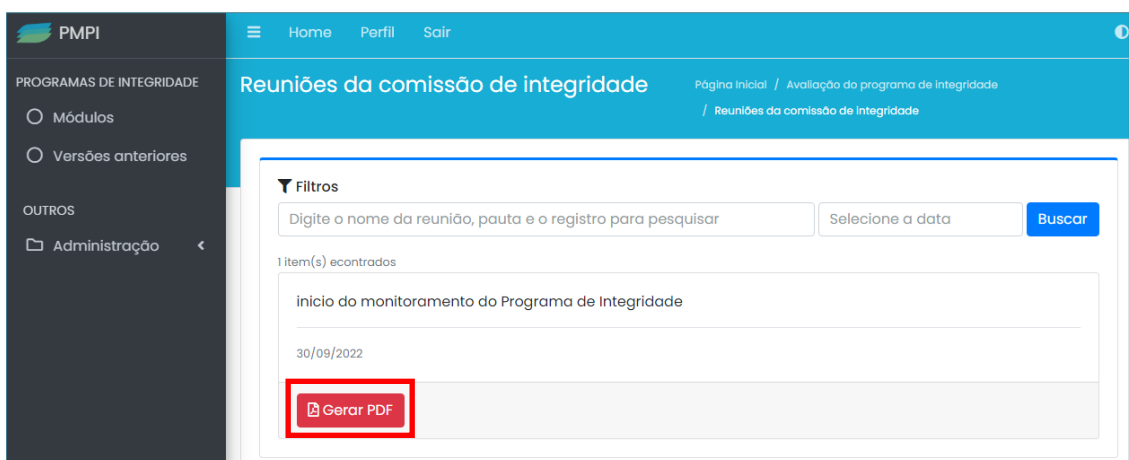 PMPI
Home Perfil Sair
PROGRAMAS DE INTEGRIDADE
Módulos
Versões anteriores
OUTROS
Administração
Reuniões da comissão de integridade
Página Inicial / Avaliação do programa de integridade
/ Reuniões da comissão de integridade
Filtros
Digite o nome da reunião, pauta e o registro para pesquisar
Selecione a data
Buscar
1 item(s) econtrados
inicio do monitoramento do Programa de Integridade
30/09/2022
Gerar PDF